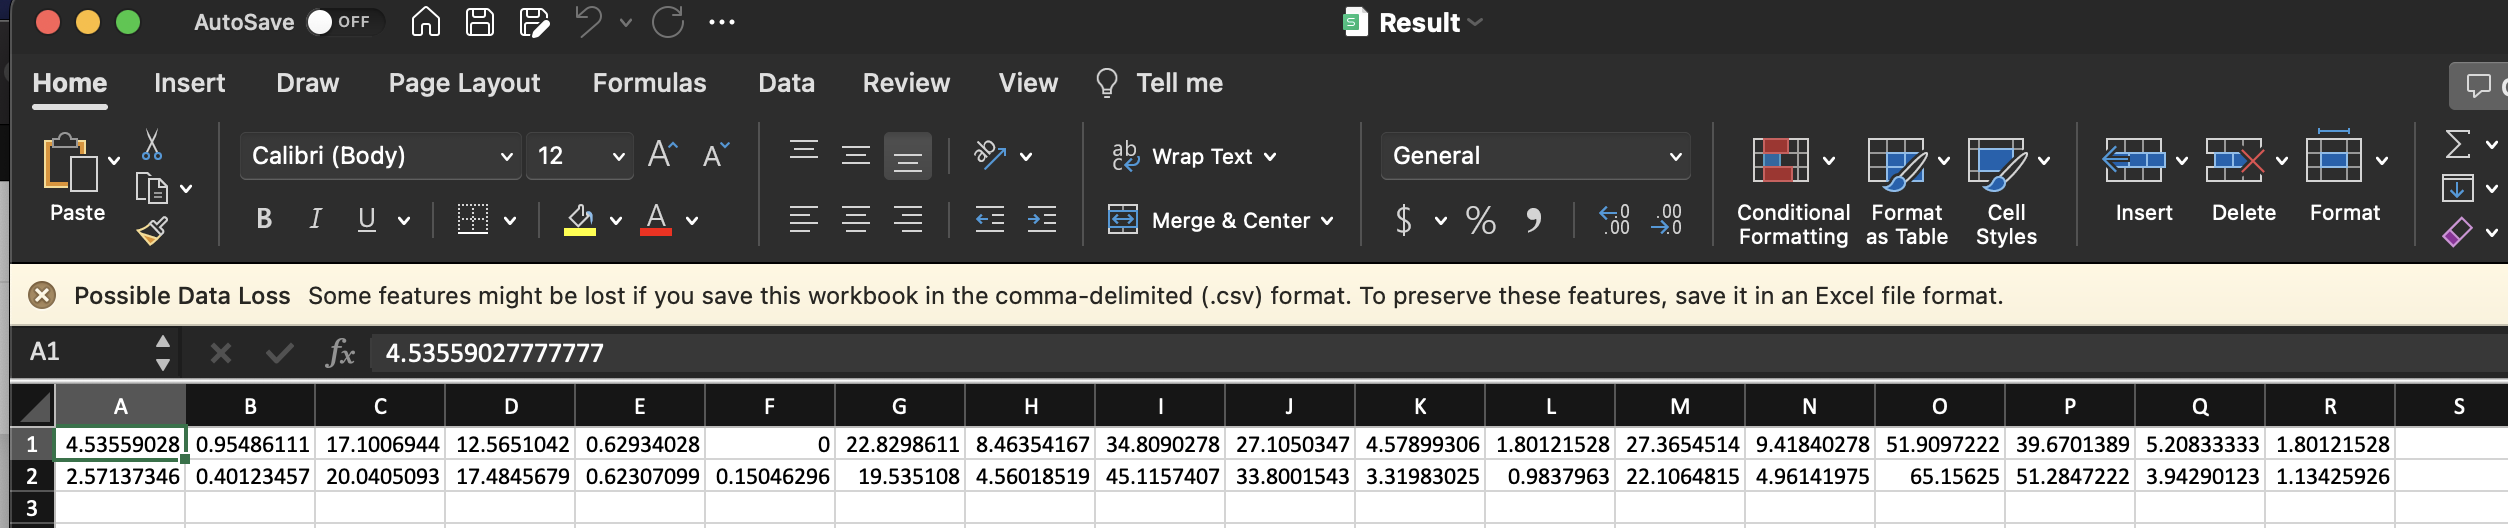 AutoSave OFF Result
Home Insert Draw Page Layout Formulas Data Review View Tell me
Calibri (Body) 12 Wrap Text General
Paste B I U A Merge & Center $ % Conditional Formatting Format as Table Cell Styles Insert Delete Format
Possible Data Loss Some features might be lost if you save this workbook in the comma-delimited (.csv) format. To preserve these features, save it in an Excel file format.
A1 fx 4.53559027777777
A B C D E F G H I J K L M N O P Q R S
1 4.53559028 0.95486111 17.1006944 12.5651042 0.62934028 0 22.8298611 8.46354167 34.8090278 27.1050347 4.57899306 1.80121528 27.3654514 9.41840278 51.9097222 39.6701389 5.20833333 1.80121528
2 2.57137346 0.40123457 20.0405093 17.4845679 0.62307099 0.15046296 19.535108 4.56018519 45.1157407 33.8001543 3.31983025 0.9837963 22.1064815 4.96141975 65.15625 51.2847222 3.94290123 1.13425926
3